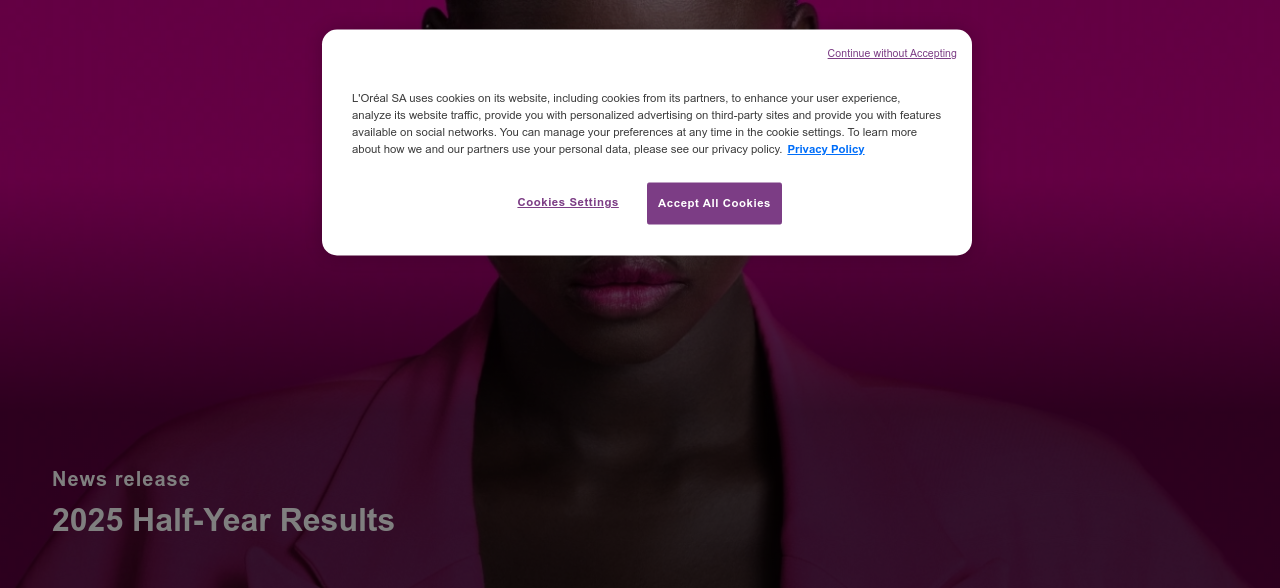 Continue without Accepting
L'Oréal SA uses cookies on its website, including cookies from its partners, to enhance your user experience,
analyze its website traffic, provide you with personalized advertising on third-party sites and provide you with features
available on social networks. You can manage your preferences at any time in the cookie settings. To learn more
about how we and our partners use your personal data, please see our privacy policy. Privacy Policy
Cookies Settings
Accept All Cookies
News release
2025 Half-Year Results